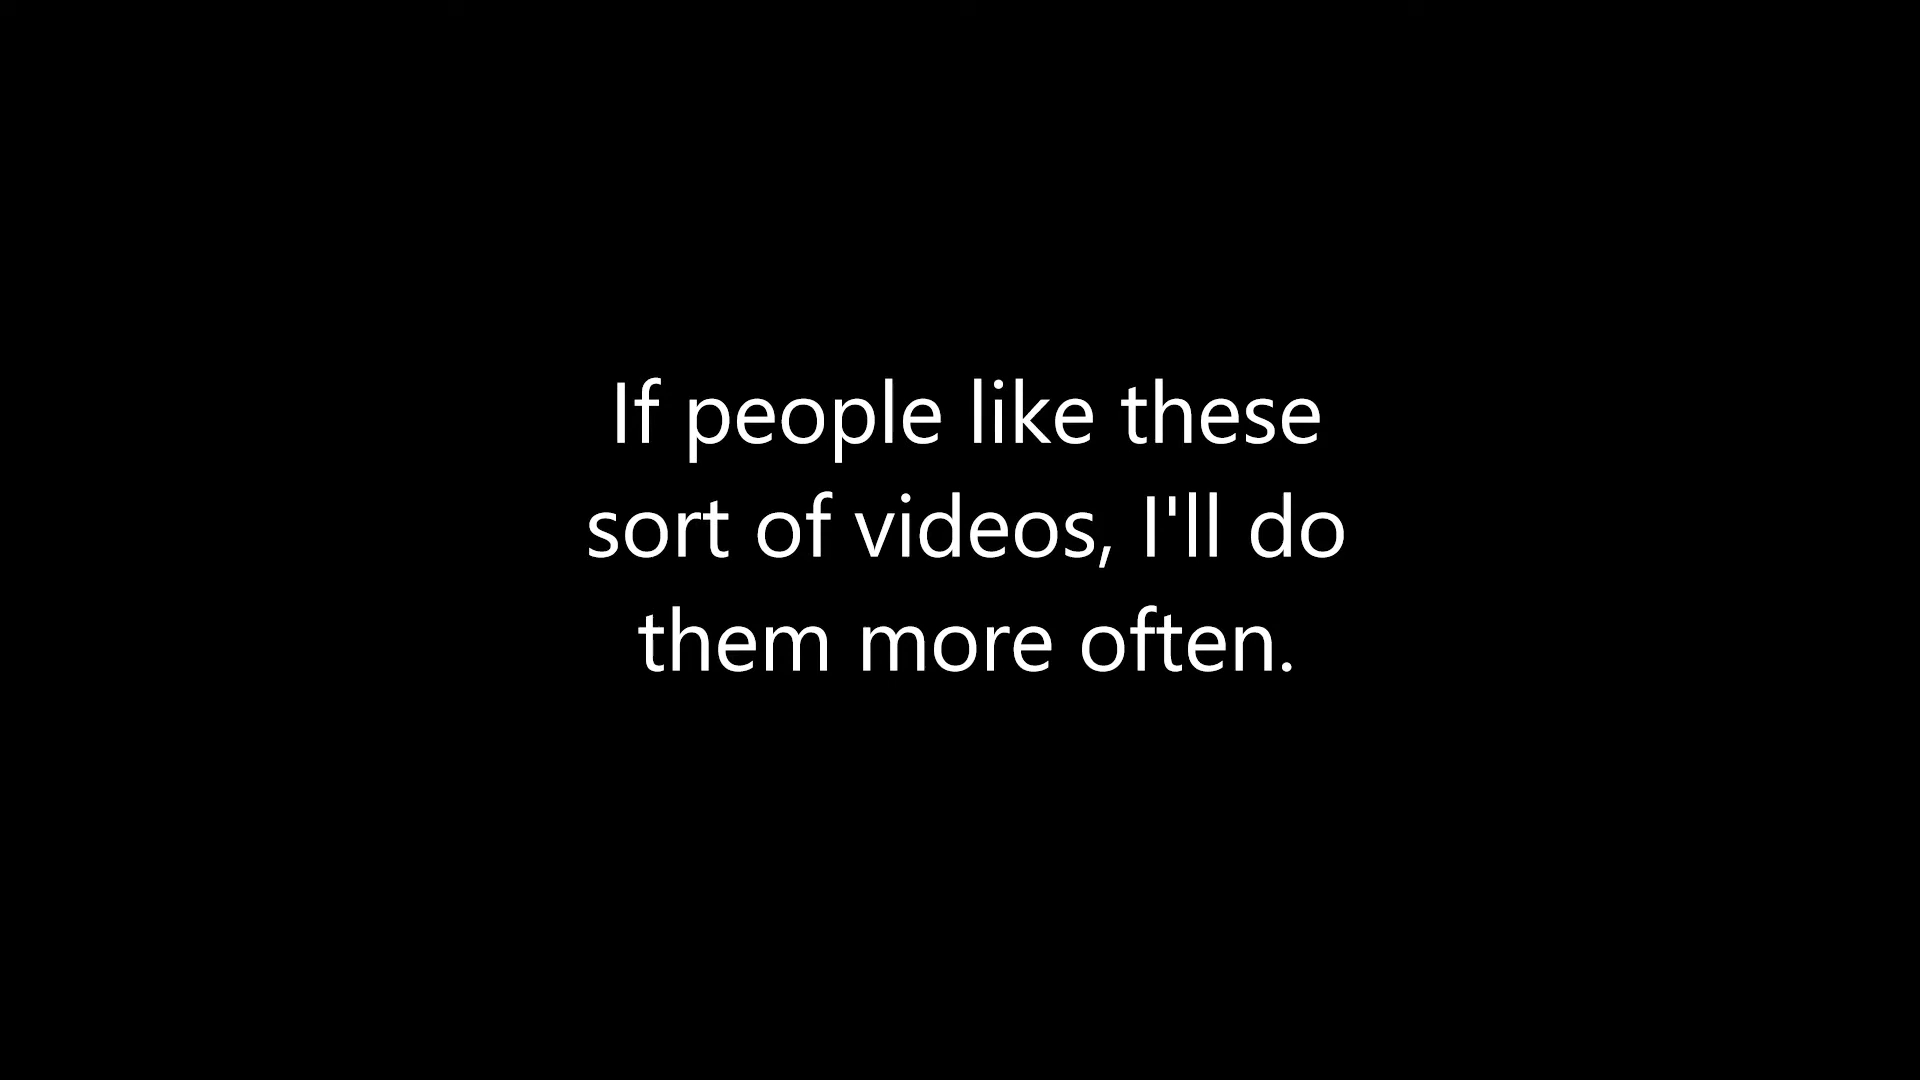 If people like these
sort of videos, I'll do
them more often.